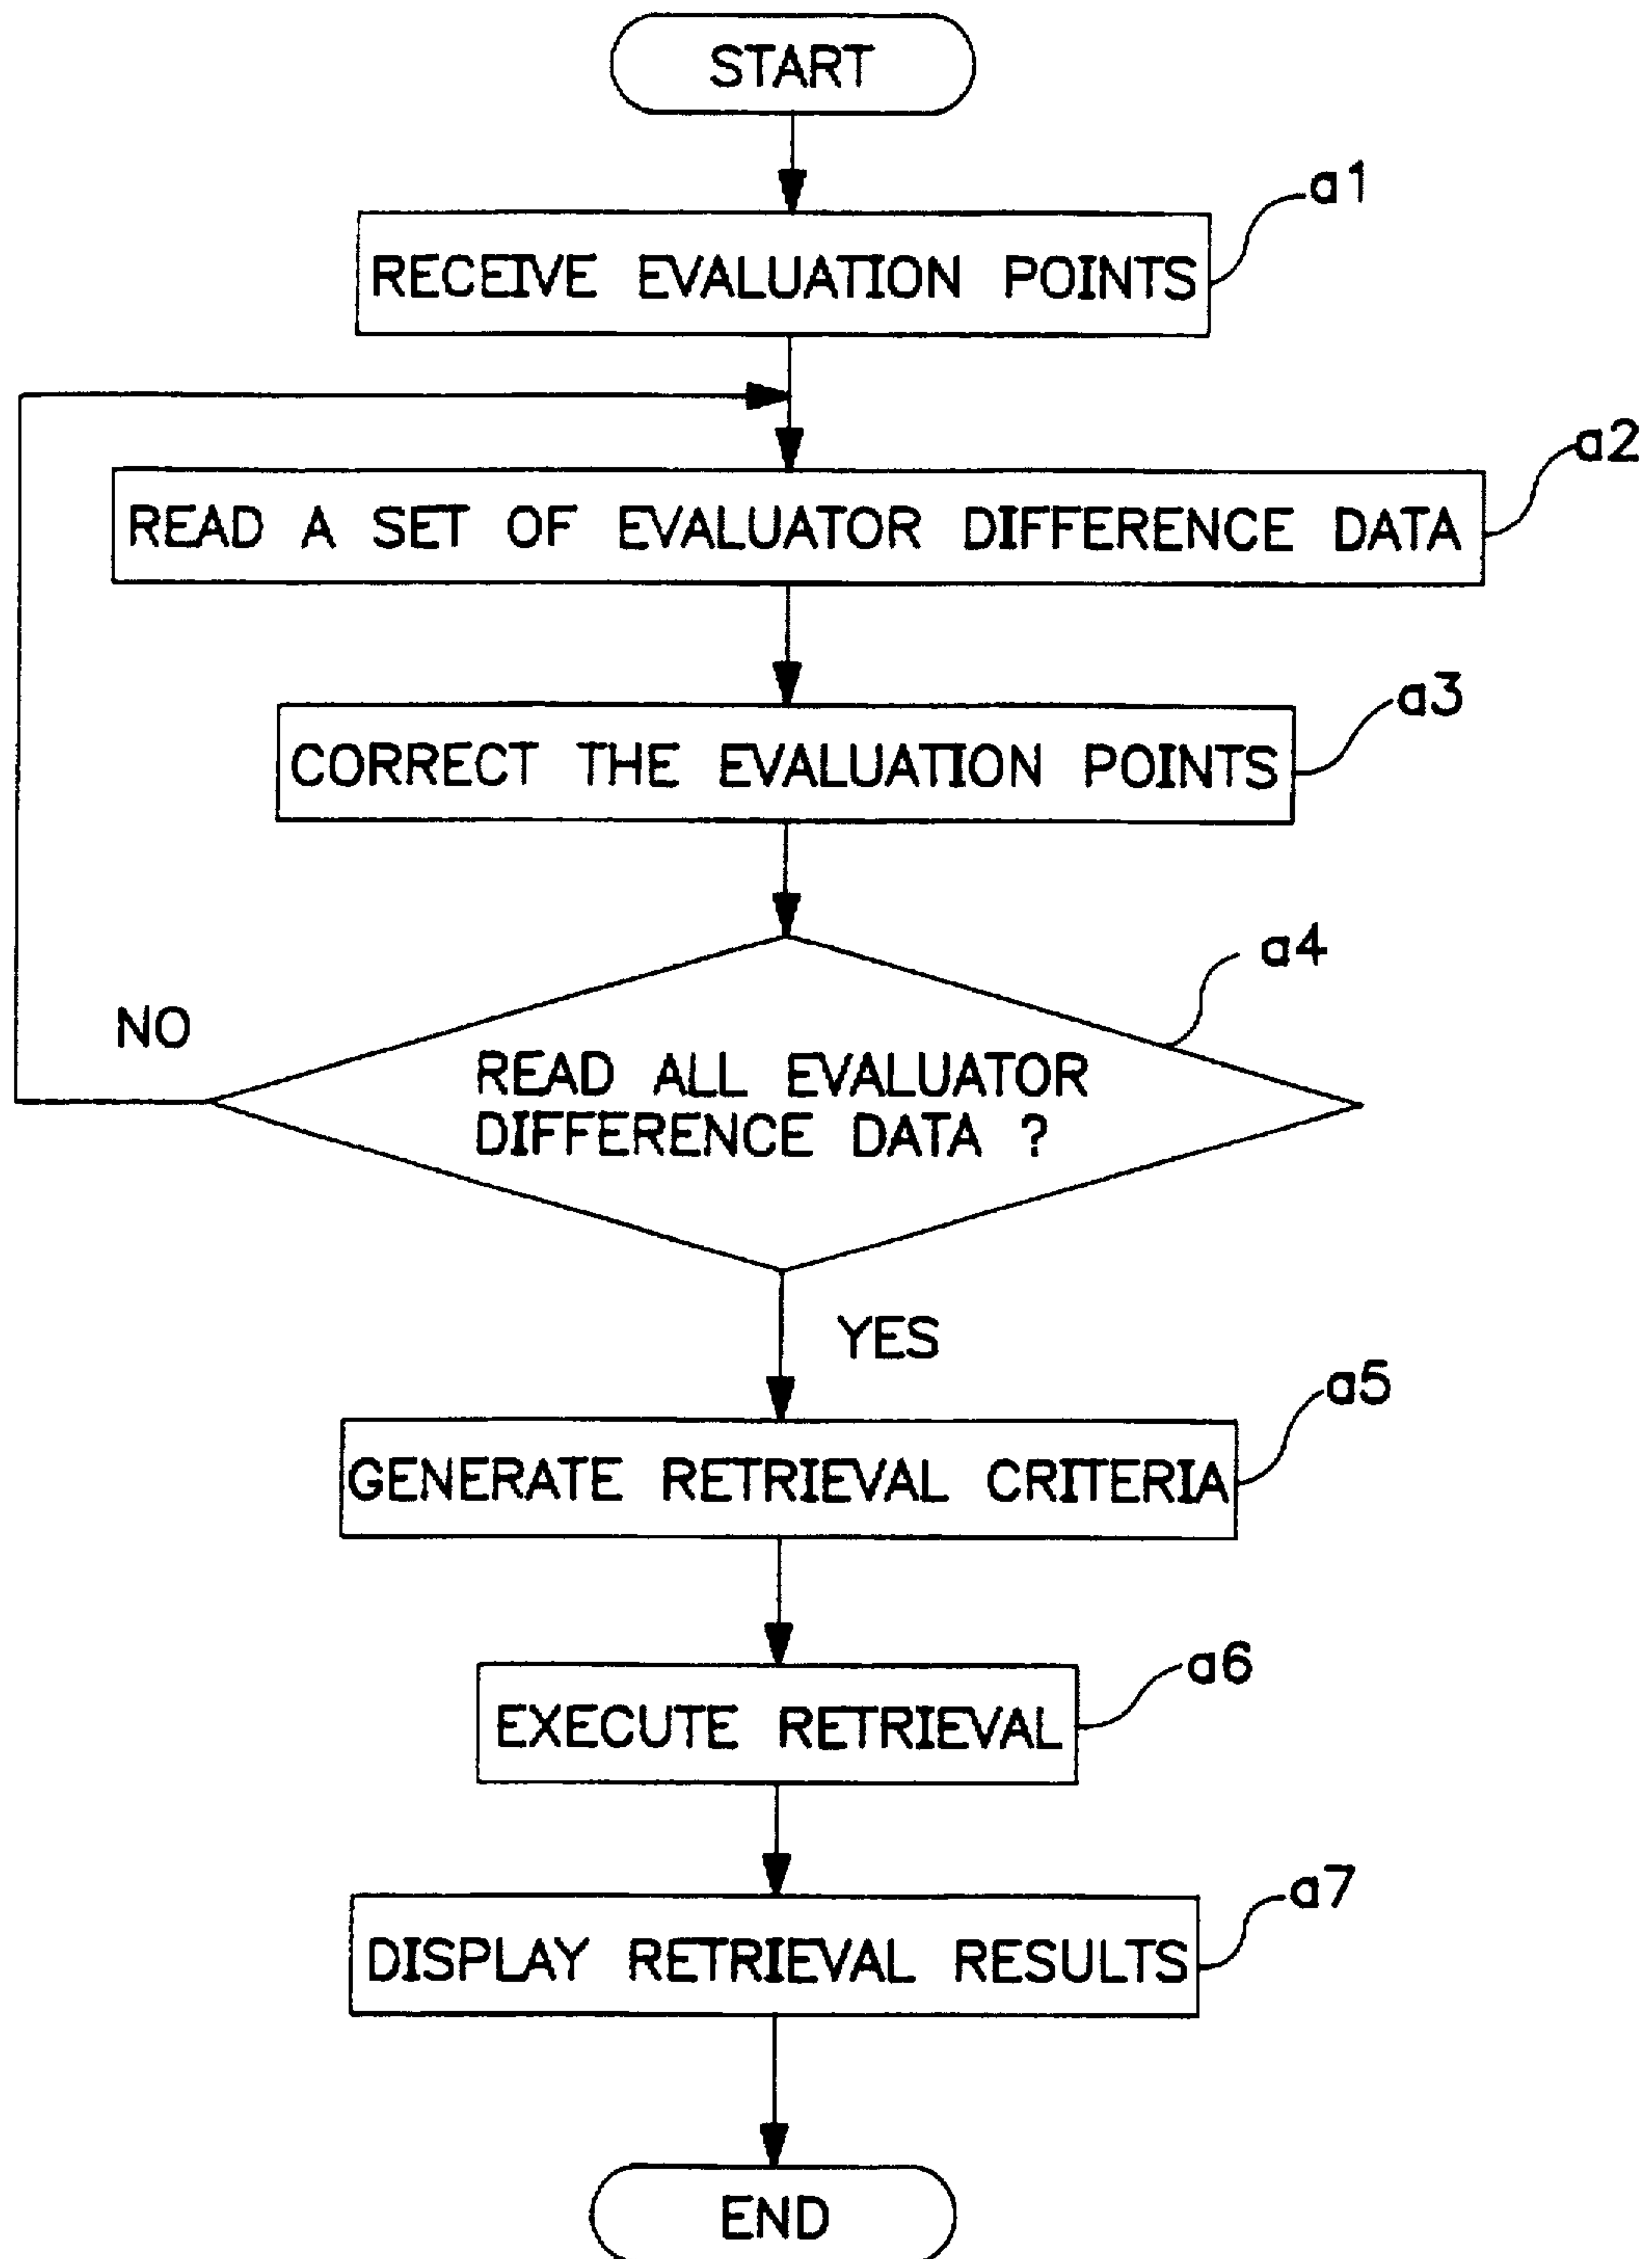 START
a1
RECEIVE EVALUATION POINTS
a2
READ A SET OF EVALUATOR DIFFERENCE DATA
a3
CORRECT THE EVALUATION POINTS
a4
NO
READ ALL EVALUATOR
DIFFERENCE DATA ?
YES
a5
GENERATE RETRIEVAL CRITERIA
a6
EXECUTE RETRIEVAL
a7
DISPLAY RETRIEVAL RESULTS
END